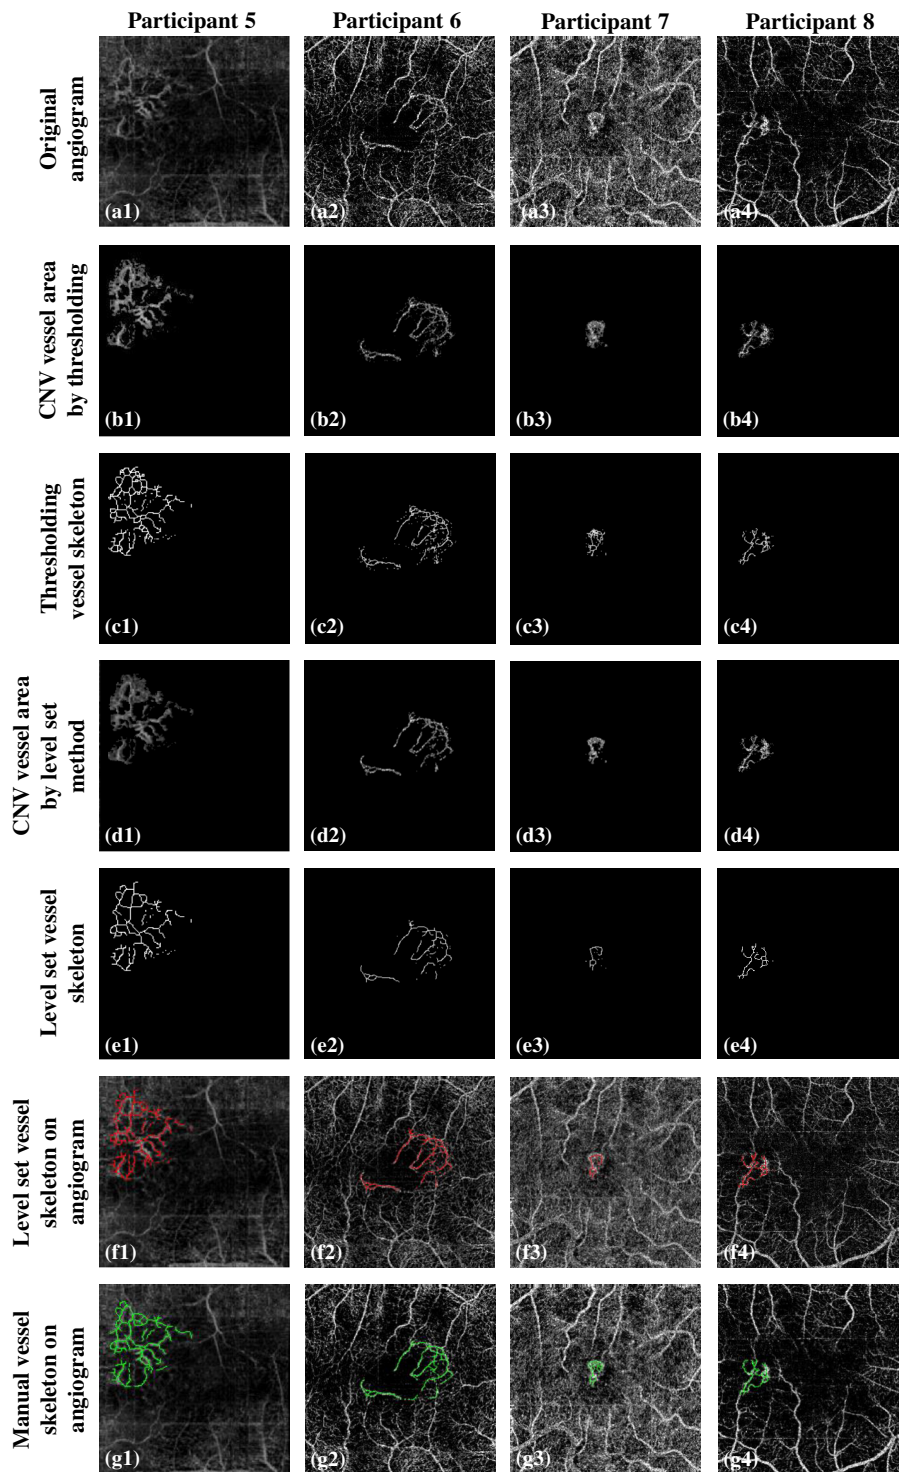 Participant 5 Participant 6 Participant 7 Participant 8
Original
angiogram
(a1) (a2) (a3) (a4)
CNV vessel area
by thresholding
(b1) (b2) (b3) (b4)
Thresholding
vessel skeleton
(c1) (c2) (c3) (c4)
CNV vessel area
by level set
method
(d1) (d2) (d3) (d4)
Level set vessel
skeleton
(e1) (e2) (e3) (e4)
Level set vessel
skeleton on
angiogram
(f1) (f2) (f3) (f4)
Manual vessel
skeleton on
angiogram
(g1) (g2) (g3) (g4)